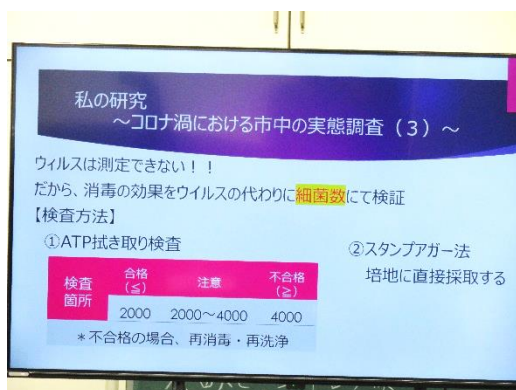 私の研究
～コロナ渦における市中の実態調査（3）～
ウィルスは測定できない！！
だから、消毒の効果をウイルスの代わりに細菌数にて検証
【検査方法】
①ATP拭き取り検査
②スタンプアガー法
培地に直接採取する
検査箇所 合格（≦） 注意 不合格（≧）
2000 2000～4000 4000
＊不合格の場合、再消毒・再洗浄